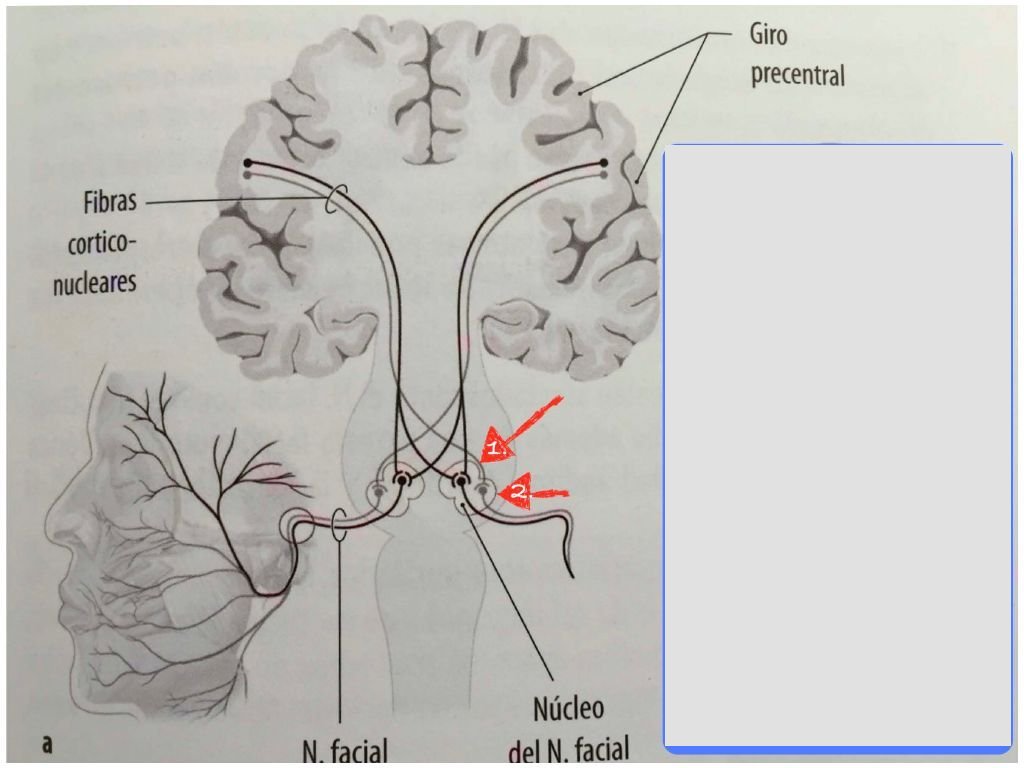 Giro
precentral
Fibras
cortico-
nucleares
1.
2
Núcleo
del N. facial
N. facial
a